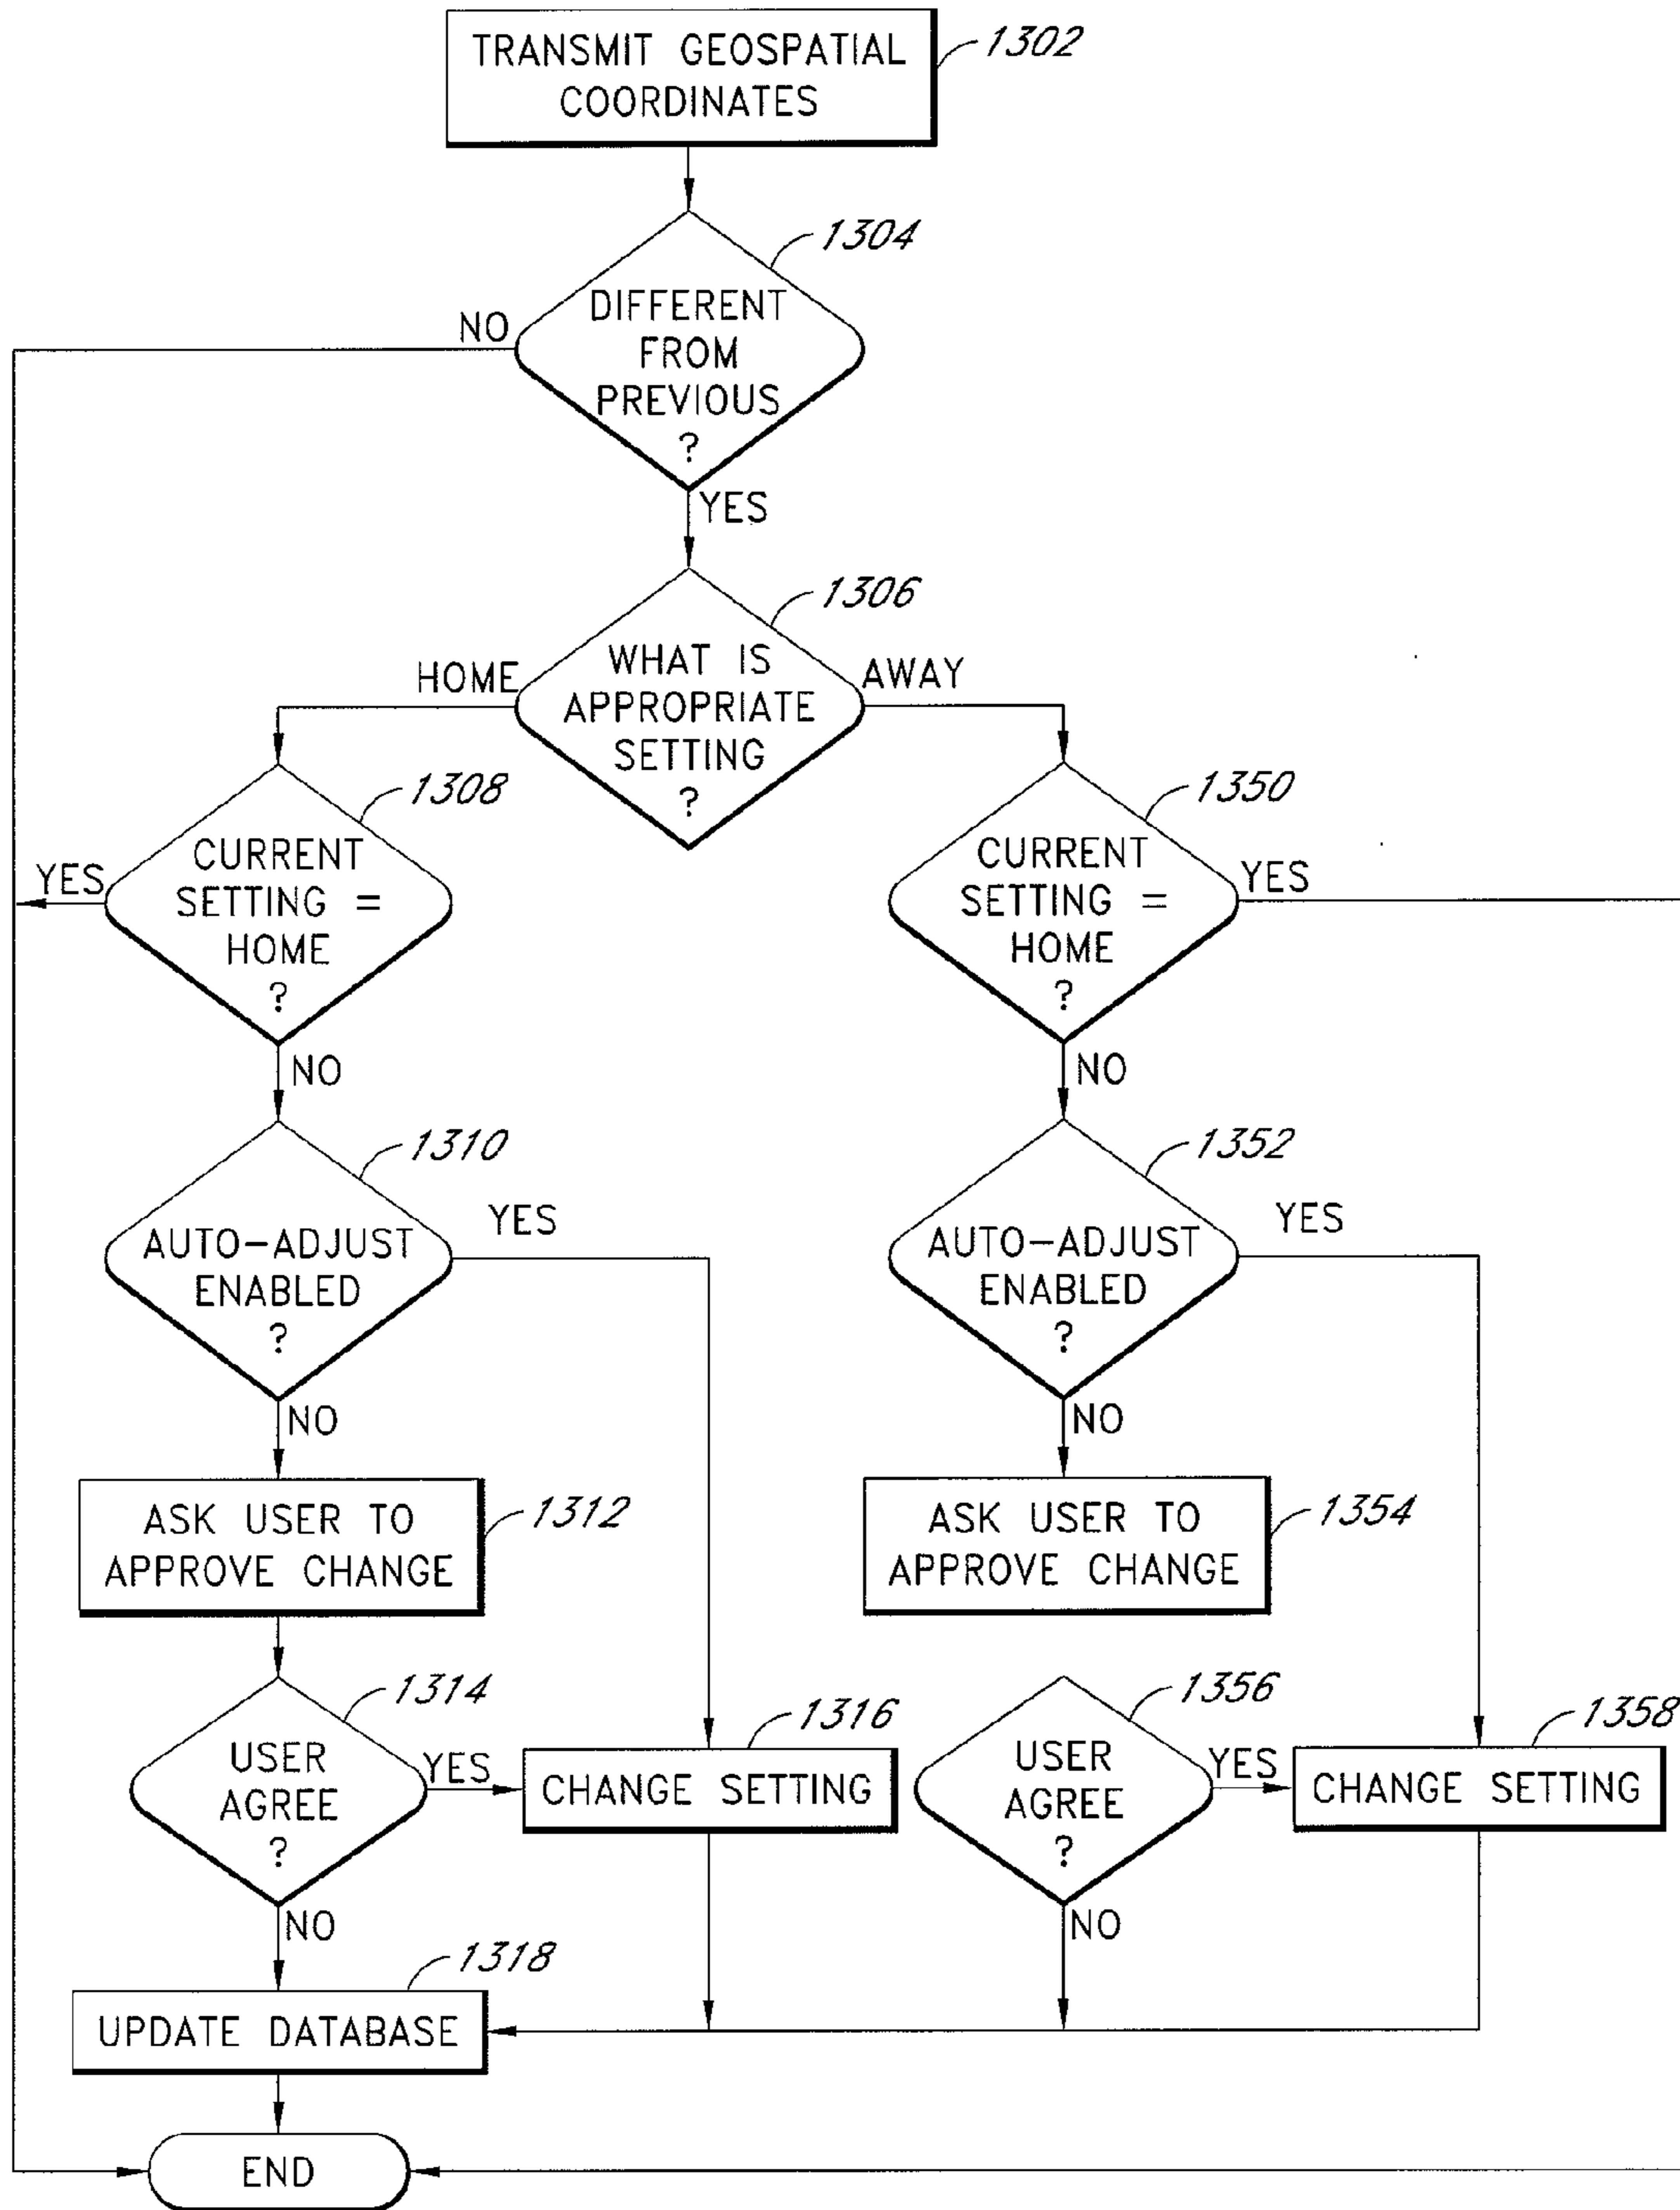 TRANSMIT GEOSPATIAL
COORDINATES
1302
1304
DIFFERENT
FROM
PREVIOUS
?
NO
YES
1306
WHAT IS
APPROPRIATE
SETTING
?
HOME
AWAY
1308
CURRENT
SETTING =
HOME
?
YES
NO
1350
CURRENT
SETTING =
HOME
?
YES
NO
1310
AUTO-ADJUST
ENABLED
?
YES
NO
1352
AUTO-ADJUST
ENABLED
?
YES
NO
ASK USER TO
APPROVE CHANGE
1312
ASK USER TO
APPROVE CHANGE
1354
1314
USER
AGREE
?
YES
NO
1316
CHANGE SETTING
1356
USER
AGREE
?
YES
NO
1358
CHANGE SETTING
1318
UPDATE DATABASE
END